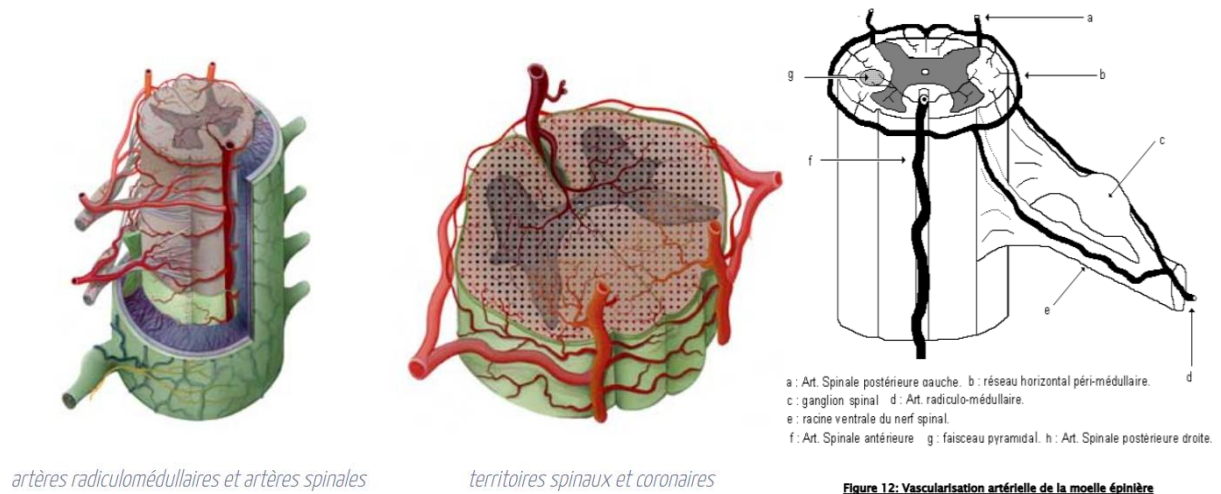 a
g
b
f
c
e
d
a : Art. Spinale postérieure gauche. b : réseau horizontal péri-médullaire.
c : ganglion spinal d : Art. radiculo-médullaire.
e : racine ventrale du nerf spinal.
f : Art. Spinale antérieure g : faisceau pyramidal. h : Art. Spinale postérieure droite.
artères radiculomédullaires et artères spinales
territoires spinaux et coronaires
Figure 12: Vascularisation artérielle de la moelle épinière